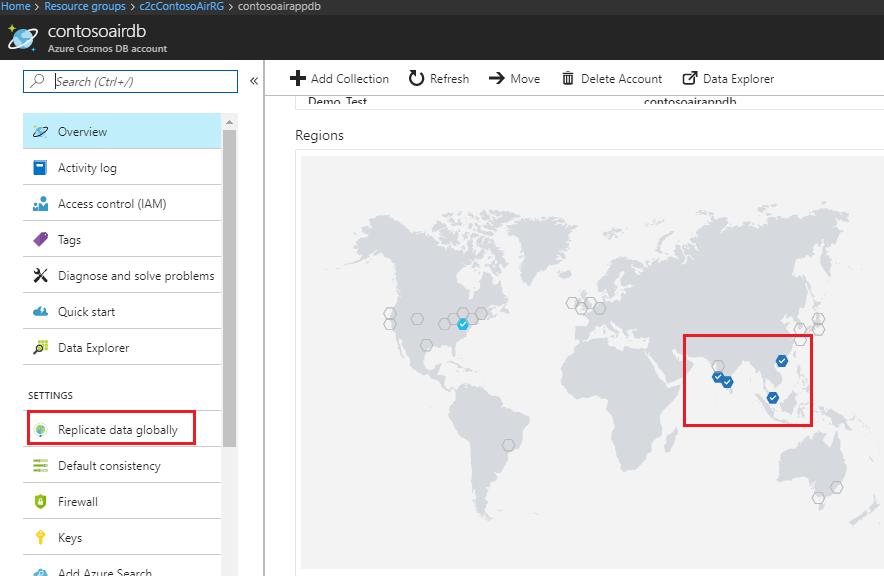 Home > Resource groups > c2cContosoAirRG > contosoairappdb
contosoairdb
Azure Cosmos DB account
Search (Ctrl+/)
«
Add Collection Refresh Move Delete Account Data Explorer
Demo_Test contosoairappdb
Regions
Overview
Activity log
Access control (IAM)
Tags
Diagnose and solve problems
Quick start
Data Explorer
SETTINGS
Replicate data globally
Default consistency
Firewall
Keys
Add Azure Search